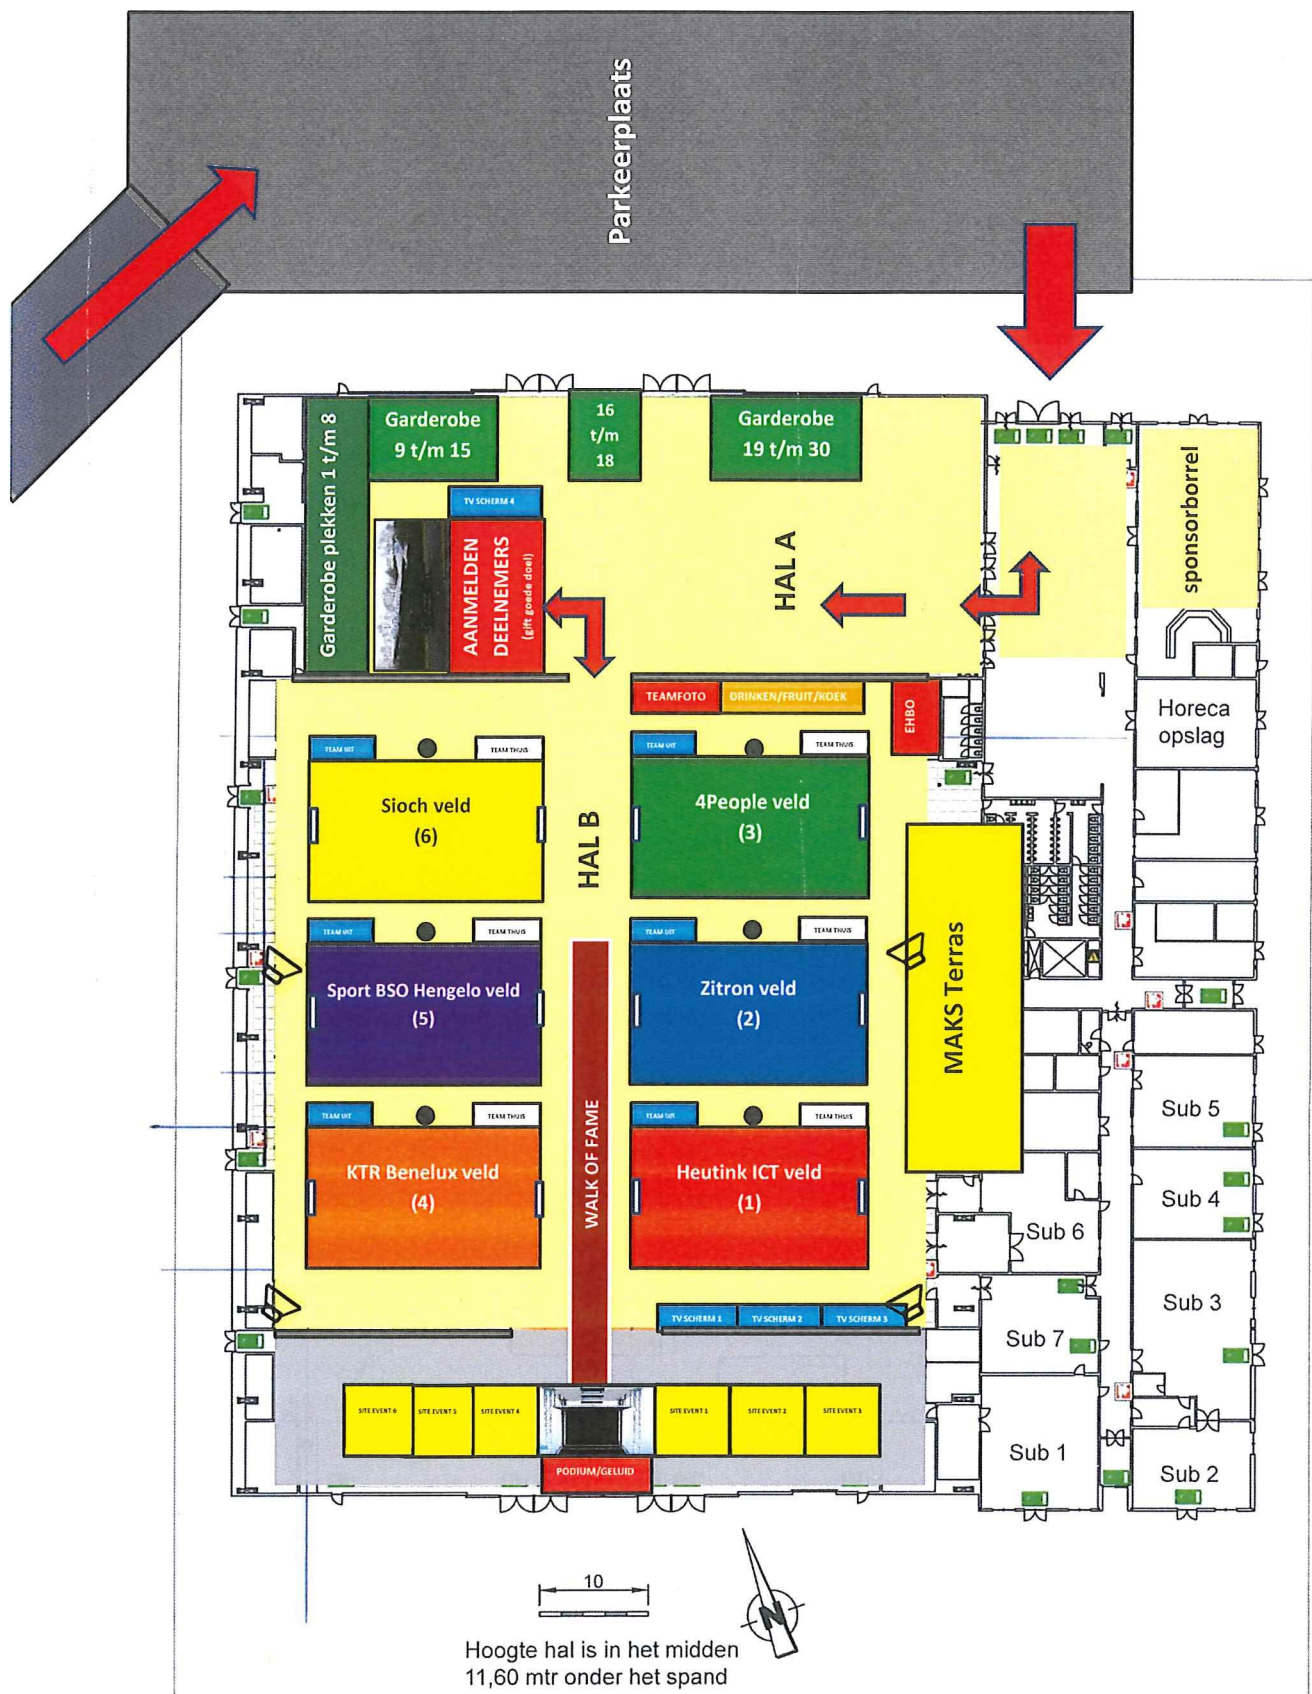 Parkeerplaats
Garderobe plekken 1 t/m 8
Garderobe
9 t/m 15
16
t/m
18
Garderobe
19 t/m 30
TV SCHERM 4
AANMELDEN
DEELNEMERS
(gift goede doel)
HAL A
sponsorborrel
TEAMFOTO
DRINKEN/FRUIT/KOEK
EHBO
Horeca
opslag
TEAM UIT
TEAM THUIS
TEAM UIT
TEAM THUIS
Sioch veld
(6)
HAL B
4People veld
(3)
TEAM UIT
TEAM THUIS
TEAM UIT
TEAM THUIS
Sport BSO Hengelo veld
(5)
Zitron veld
(2)
MAKS Terras
TEAM UIT
TEAM THUIS
TEAM UIT
TEAM THUIS
KTR Benelux veld
(4)
WALK OF FAME
Heutink ICT veld
(1)
Sub 5
Sub 4
Sub 6
Sub 3
Sub 7
TV SCHERM 1
TV SCHERM 2
TV SCHERM 3
SITE EVENT 6
SITE EVENT 5
SITE EVENT 4
SITE EVENT 1
SITE EVENT 2
SITE EVENT 3
PODIUM/GELUID
Sub 1
Sub 2
10
N
Hoogte hal is in het midden
11,60 mtr onder het spand